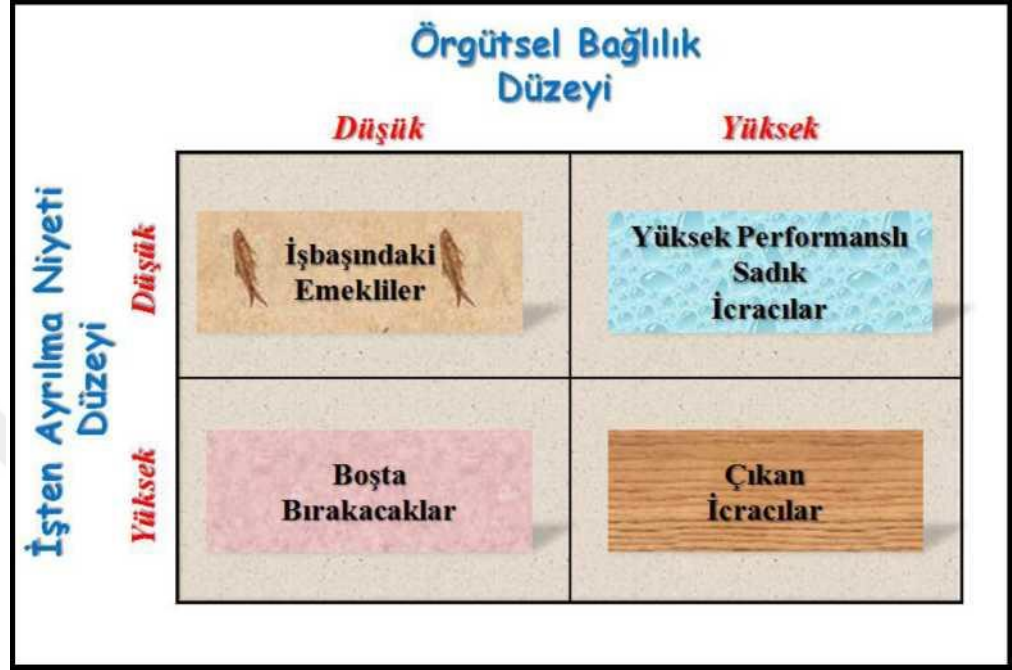 Örgütsel Bağlılık
Düzeyi
Düşük
Yüksek
İşten Ayrılma Niyeti
Düzeyi
Düşük
İşbaşındaki
Emekliler
Yüksek Performanslı
Sadık
İcracılar
Yüksek
Boşta
Bırakacaklar
Çıkan
İcracılar